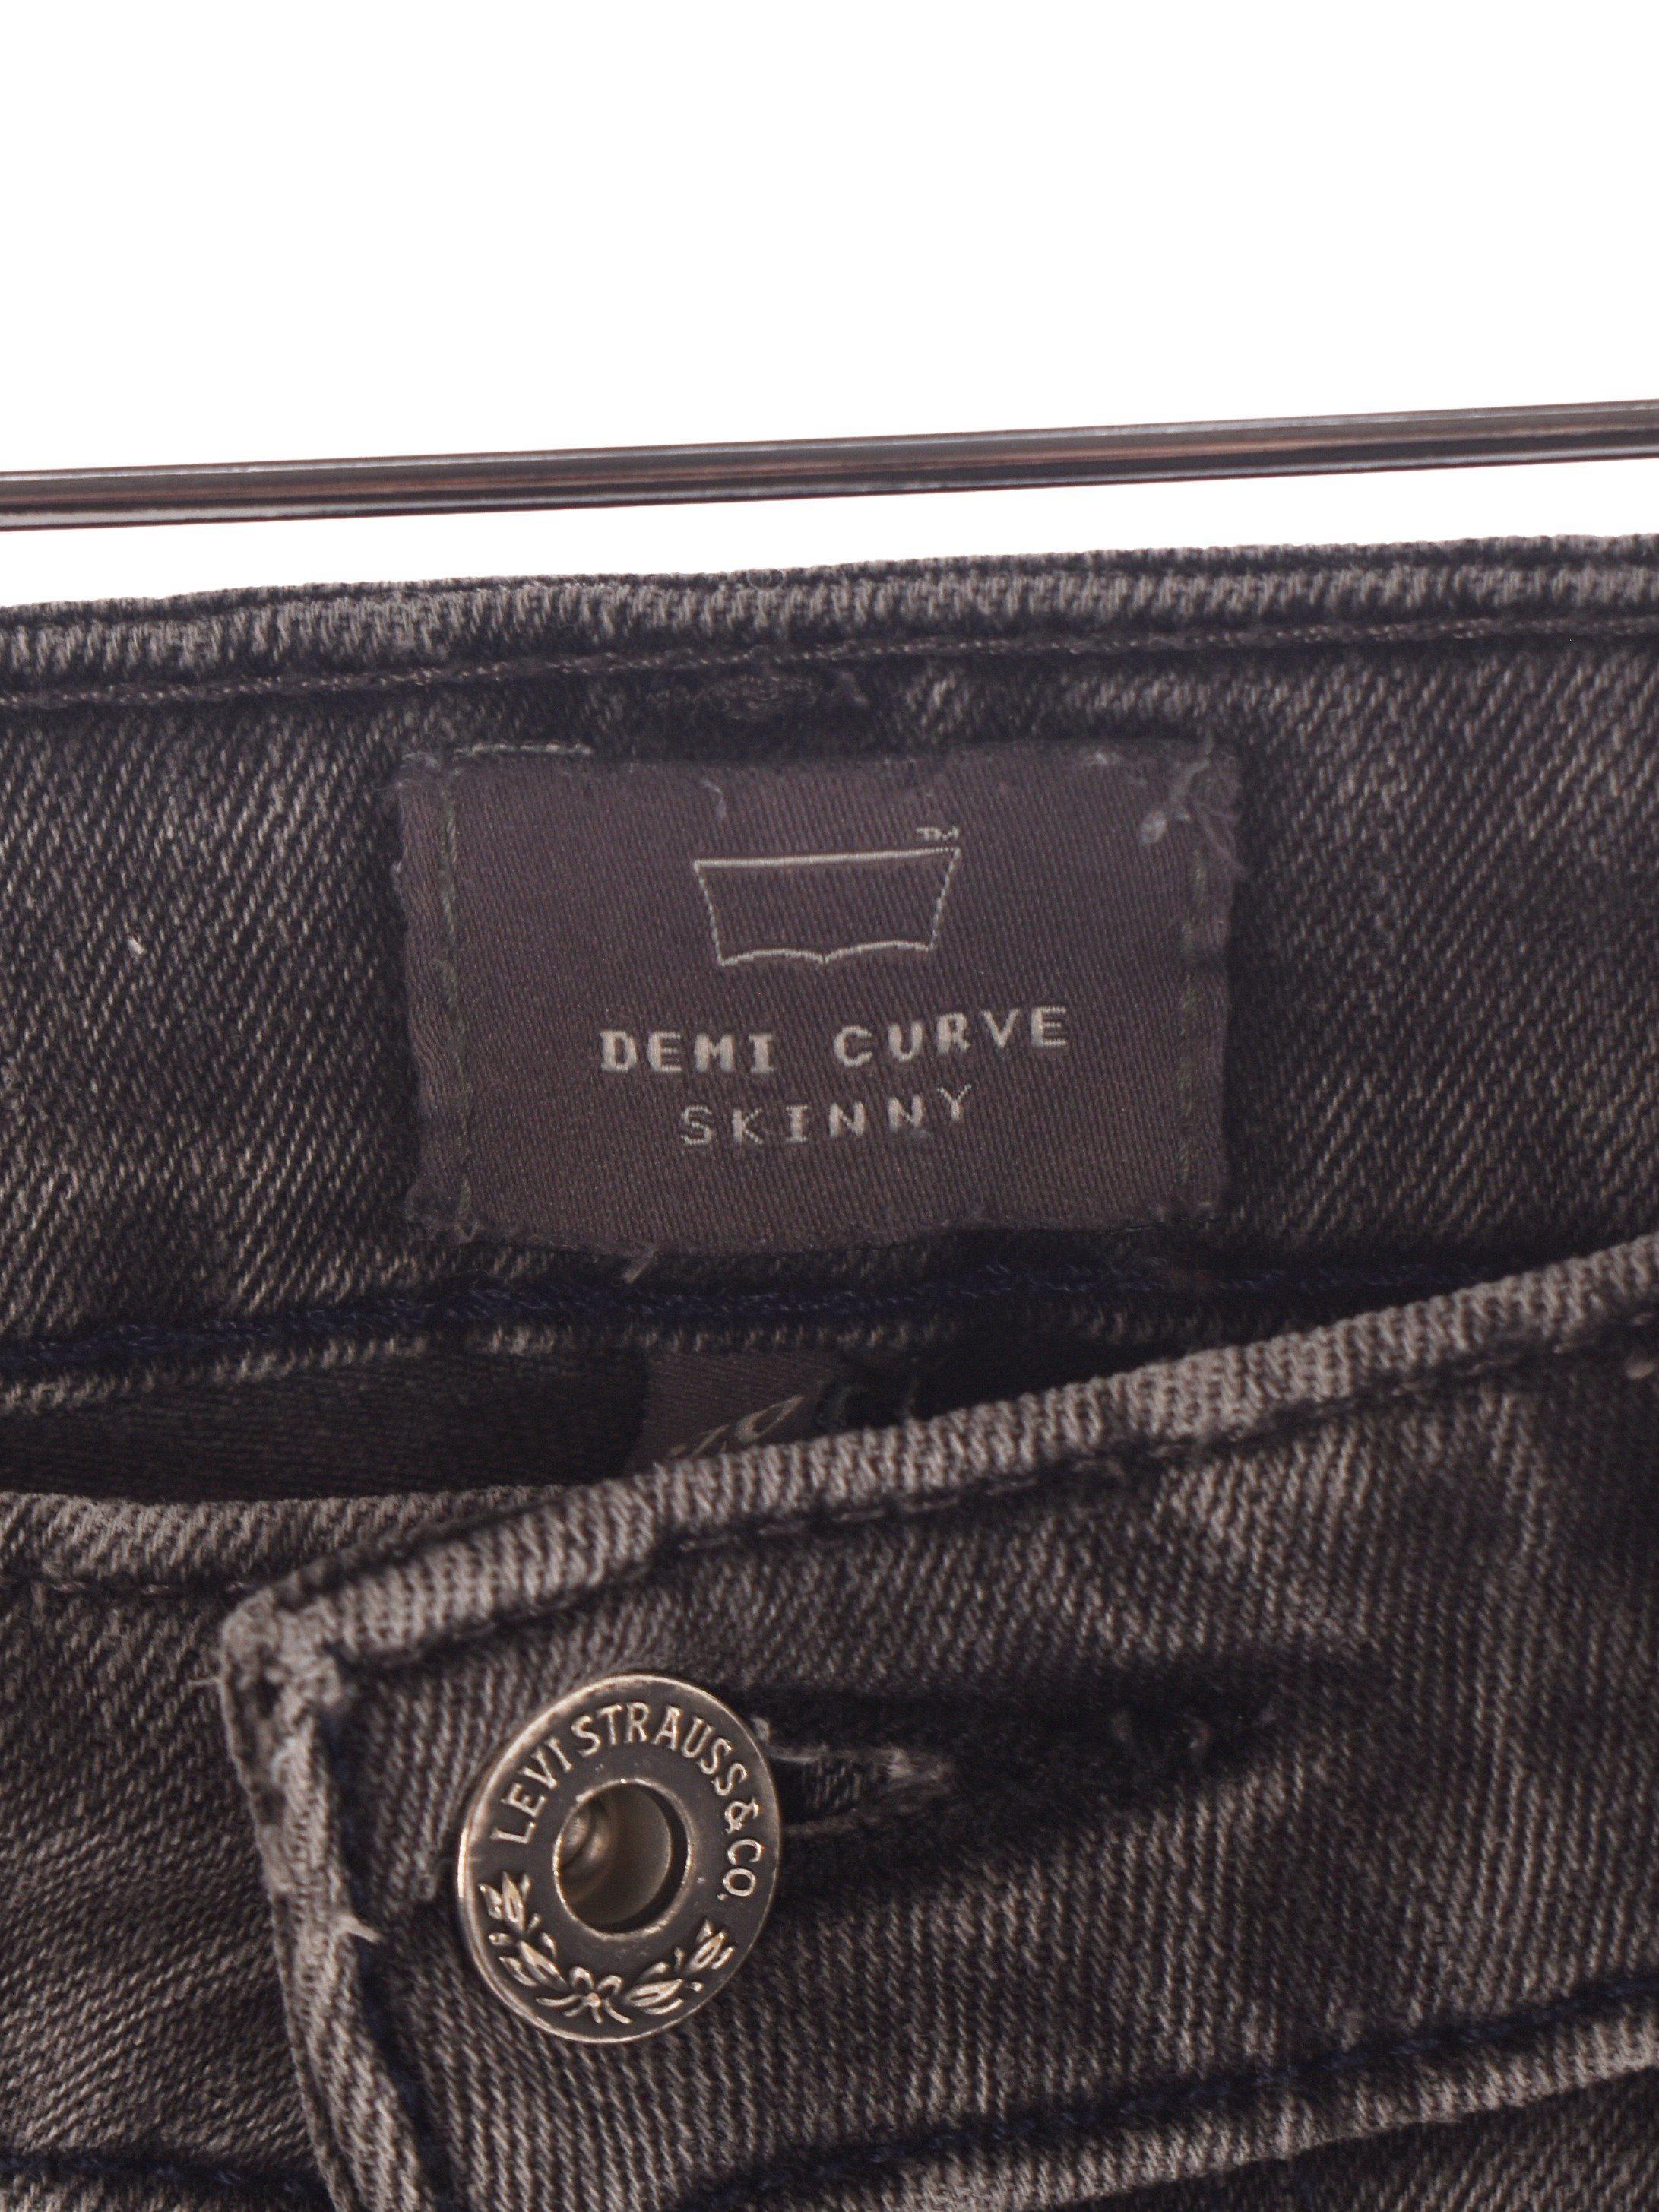 TM
DEMI CURVE
SKINNY
LEVI STRAUSS & CO.